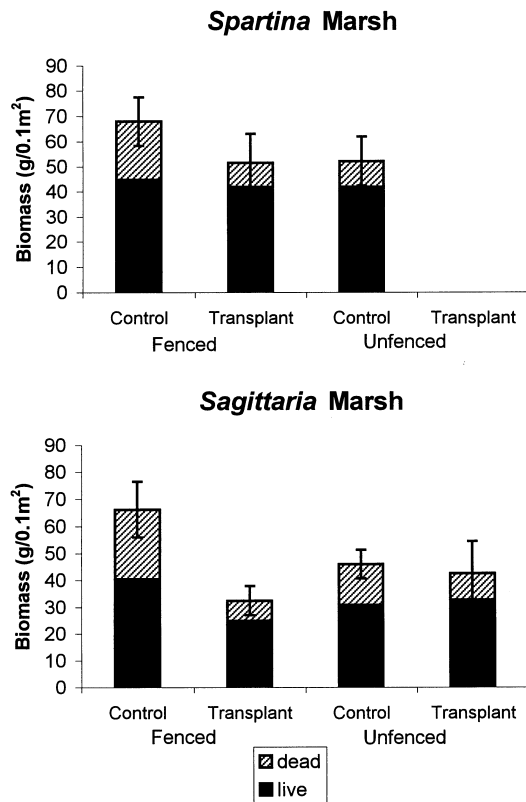 Spartina Marsh
Biomass (g/0.1m²)
90
80
70
60
50
40
30
20
10
0
Control Transplant Control Transplant
Fenced Unfenced
Sagittaria Marsh
Biomass (g/0.1m²)
90
80
70
60
50
40
30
20
10
0
Control Transplant Control Transplant
Fenced Unfenced
dead
live